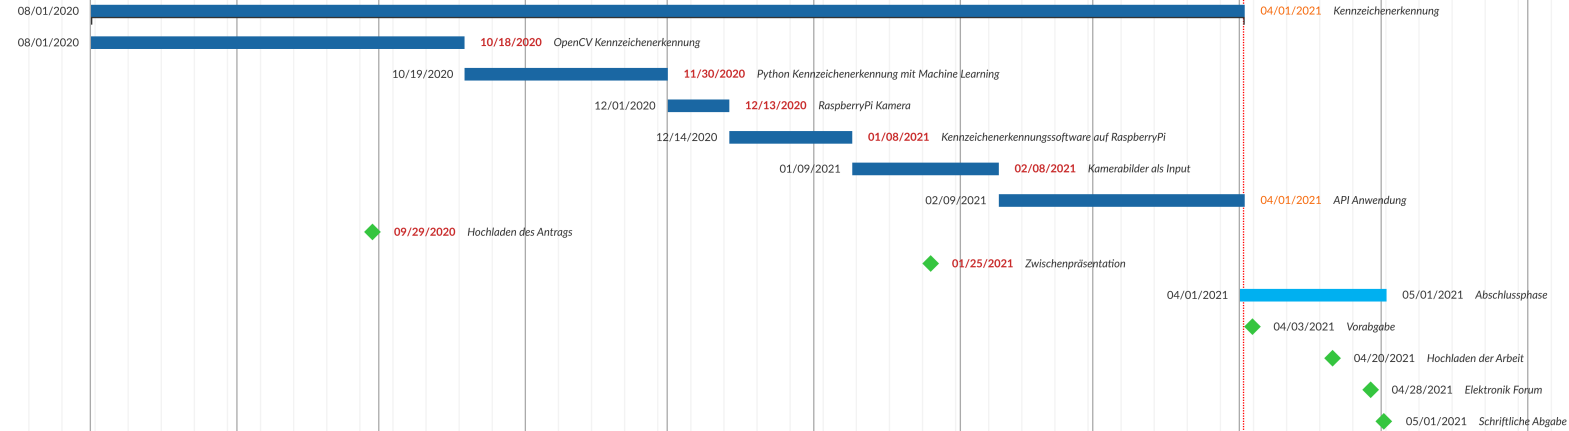 08/01/2020 04/01/2021 Kennzeichenerkennung
08/01/2020 10/18/2020 OpenCV Kennzeichenerkennung
10/19/2020 11/30/2020 Python Kennzeichenerkennung mit Machine Learning
12/01/2020 12/13/2020 RaspberryPi Kamera
12/14/2020 01/08/2021 Kennzeichenerkennungssoftware auf RaspberryPi
01/09/2021 02/08/2021 Kamerabilder als Input
02/09/2021 04/01/2021 API Anwendung
09/29/2020 Hochladen des Antrags
01/25/2021 Zwischenpräsentation
04/01/2021 05/01/2021 Abschlussphase
04/03/2021 Vorabgabe
04/20/2021 Hochladen der Arbeit
04/28/2021 Elektronik Forum
05/01/2021 Schriftliche Abgabe